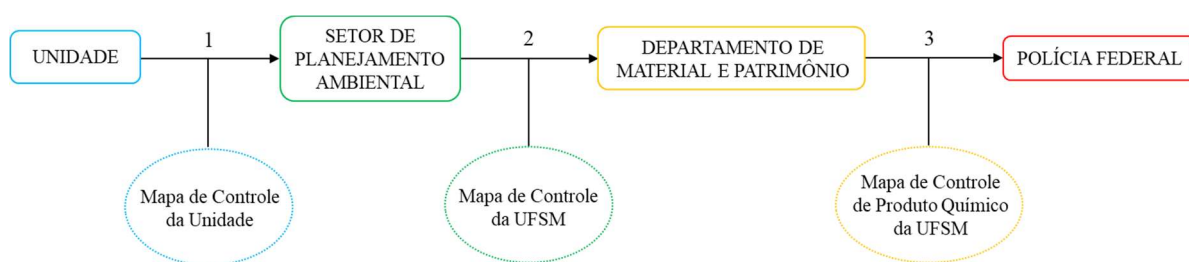 UNIDADE
1
SETOR DE
PLANEJAMENTO
AMBIENTAL
2
DEPARTAMENTO DE
MATERIAL E PATRIMÔNIO
3
POLÍCIA FEDERAL
Mapa de Controle
da Unidade
Mapa de Controle
da UFSM
Mapa de Controle
de Produto Químico
da UFSM